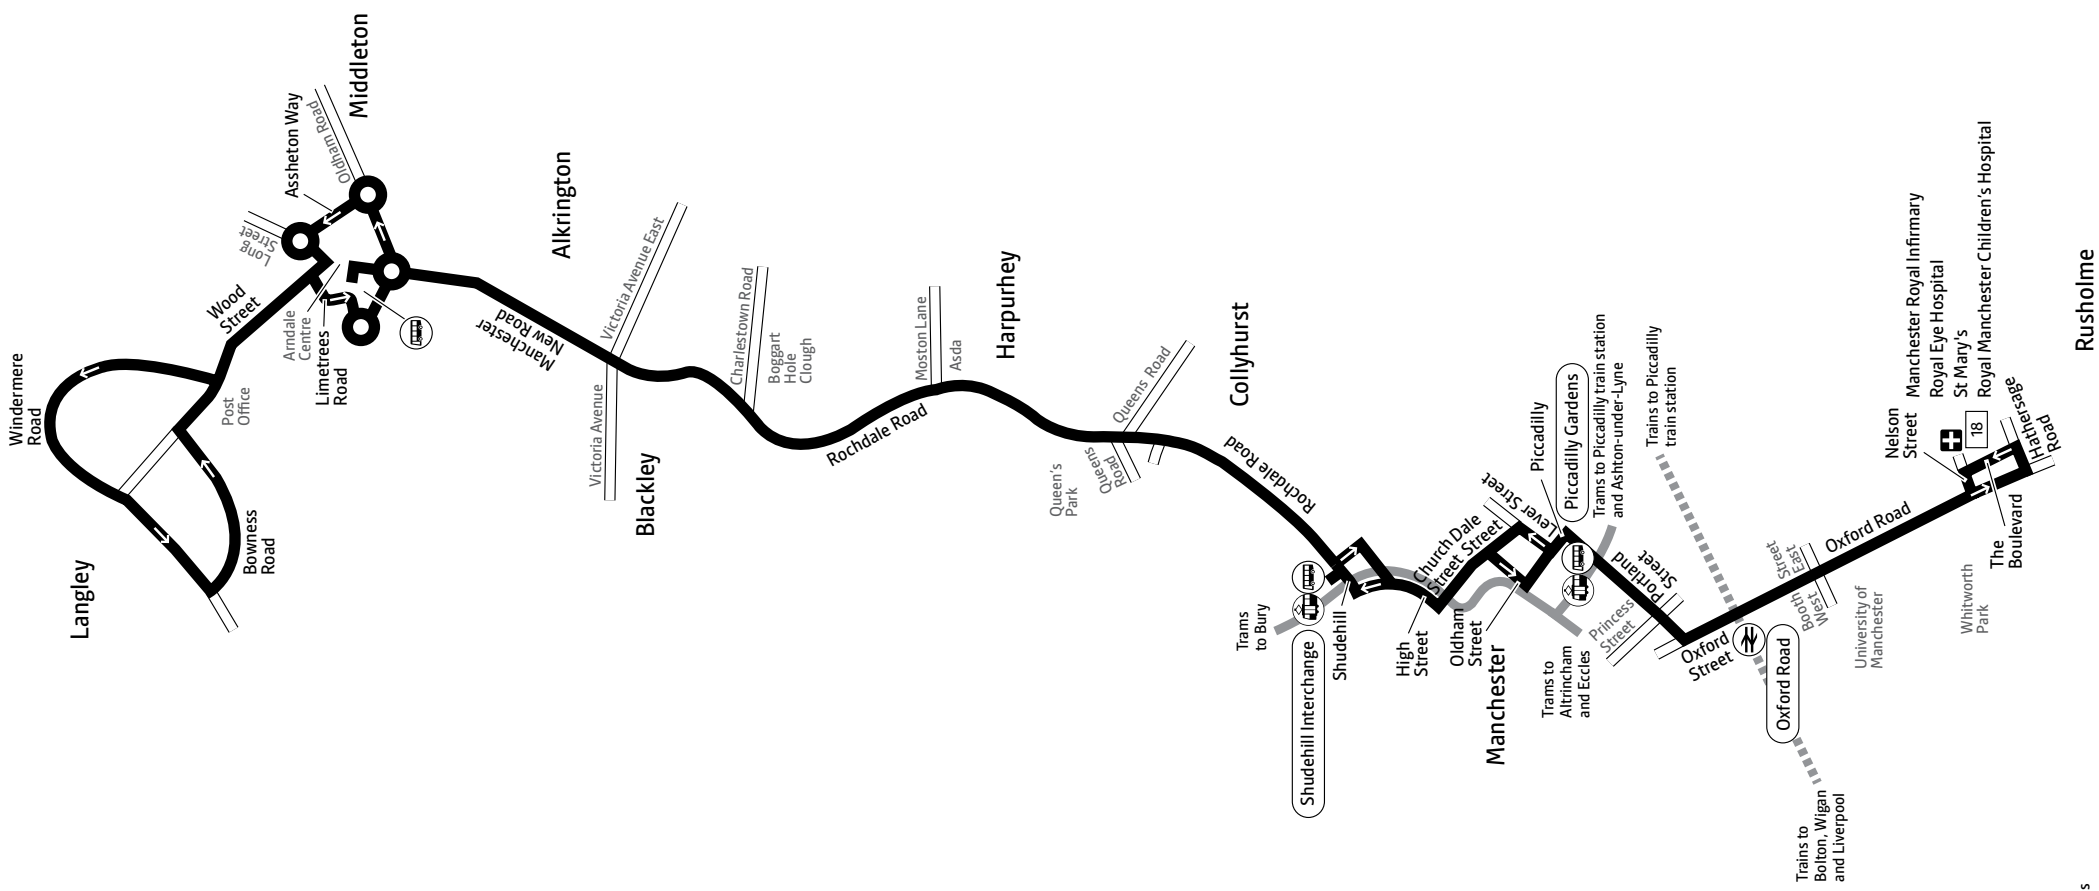 Windermere
Road
Langley
Bowness
Road
Post
Office
Wood
Street
Long
Street
Assheton Way
Oldham Road
Middleton
Arndale
Centre
Limetrees
Road
Manchester
New Road
Alkrington
Victoria Avenue East
Victoria Avenue
Blackley
Charlestown Road
Boggart
Hole
Clough
Rochdale Road
Moston Lane
Asda
Harpurhey
Queens Road
Queens
Road
Queen's
Park
Collyhurst
Rochdale Road
Trams
to Bury
Shudehill Interchange
Shudehill
High
Street
Church
Street
Dale
Street
Oldham
Street
Manchester
Lever Street
Piccadilly
Piccadilly Gardens
Trams to Piccadilly train station
and Ashton-under-Lyne
Trams to
Altrincham
and Eccles
Portland
Street
Princess
Street
Trains to Piccadilly
train station
Oxford
Street
Oxford Road
Trains to
Bolton, Wigan
and Liverpool
Booth Street
West East
University of
Manchester
Oxford Road
Whitworth
Park
The
Boulevard
Nelson
Street
18
Manchester Royal Infirmary
Royal Eye Hospital
St Mary's
Royal Manchester Children's Hospital
Hathersage
Road
Rusholme
s